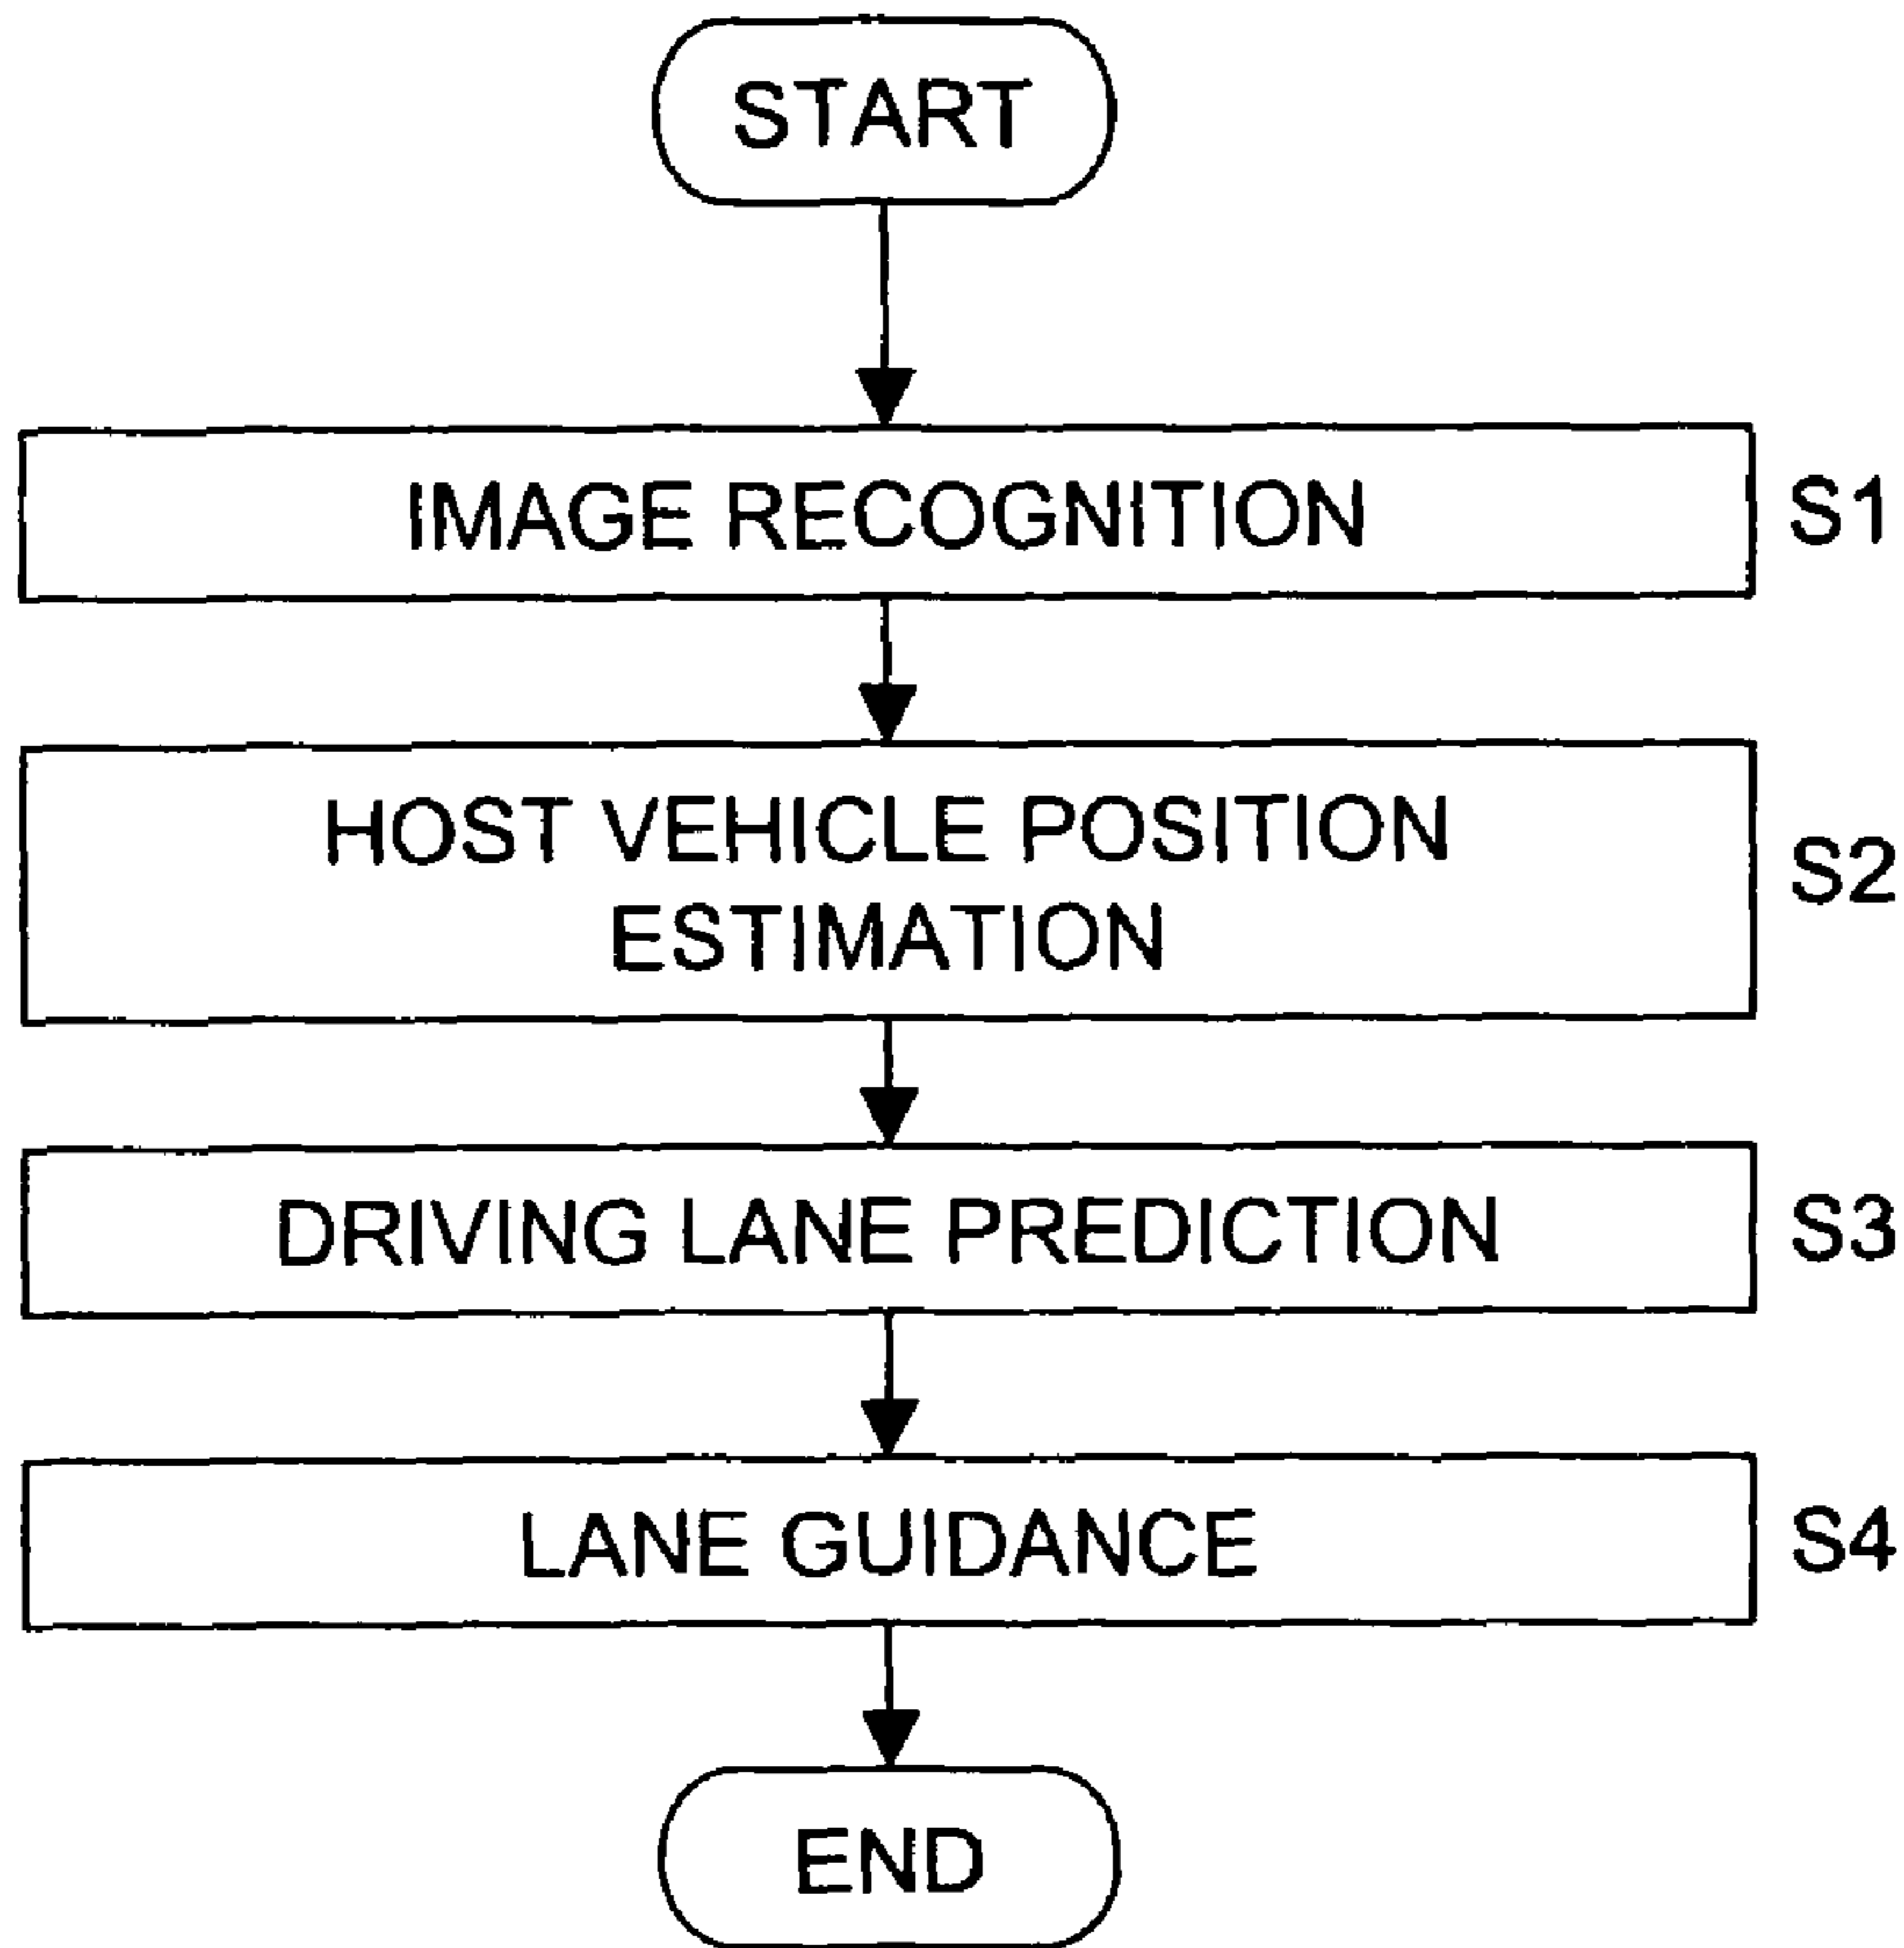 START
IMAGE RECOGNITION S1
HOST VEHICLE POSITION
ESTIMATION
S2
DRIVING LANE PREDICTION S3
LANE GUIDANCE S4
END